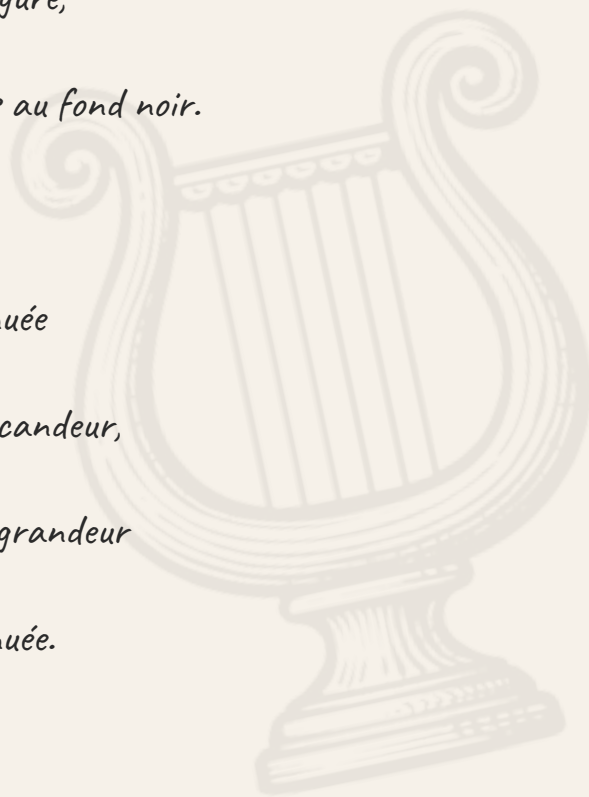 gure,
au fond noir.
uée
candeur,
grandeur
uée.